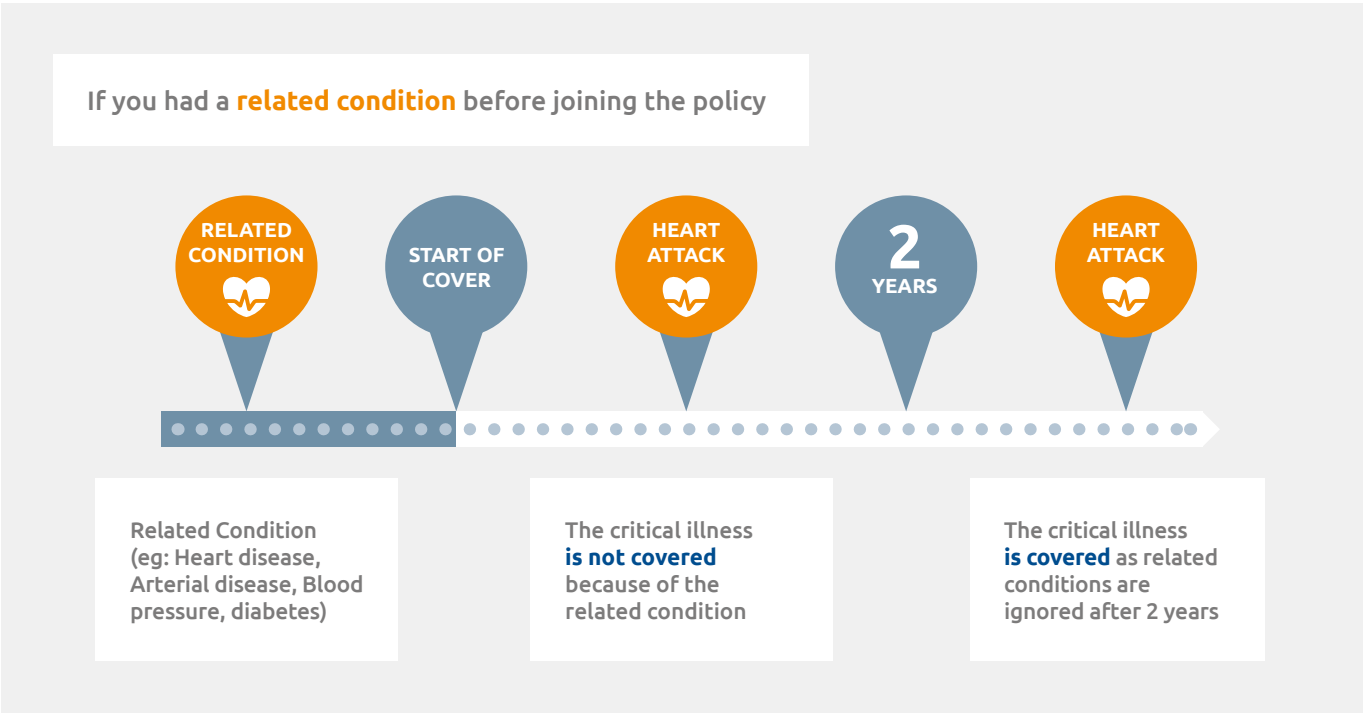 If you had a related condition before joining the policy
RELATED
CONDITION
START OF
COVER
HEART
ATTACK
2
YEARS
HEART
ATTACK
Related Condition
(eg: Heart disease,
Arterial disease, Blood
pressure, diabetes)
The critical illness
is not covered
because of the
related condition
The critical illness
is covered as related
conditions are
ignored after 2 years